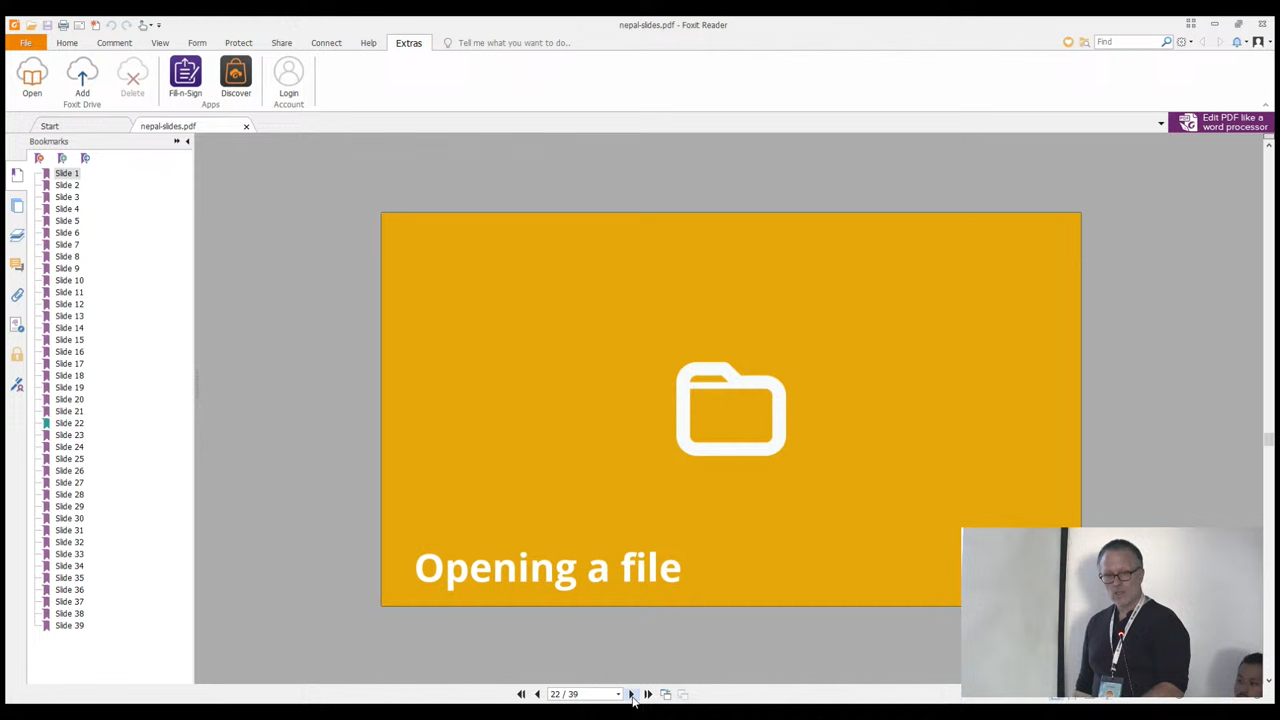 nepal-slides.pdf - Foxit Reader
File Home Comment View Form Protect Share Connect Help Extras Tell me what you want to do.. Find
Open Add Delete Fill-n-Sign Discover Login
Foxit Drive Apps Account
Start nepal-slides.pdf
Edit PDF like a
word processor
Bookmarks
Slide 1
Slide 2
Slide 3
Slide 4
Slide 5
Slide 6
Slide 7
Slide 8
Slide 9
Slide 10
Slide 11
Slide 12
Slide 13
Slide 14
Slide 15
Slide 16
Slide 17
Slide 18
Slide 19
Slide 20
Slide 21
Slide 22
Slide 23
Slide 24
Slide 25
Slide 26
Slide 27
Slide 28
Slide 29
Slide 30
Slide 31
Slide 32
Slide 33
Slide 34
Slide 35
Slide 36
Slide 37
Slide 38
Slide 39
Opening a file
22 / 39